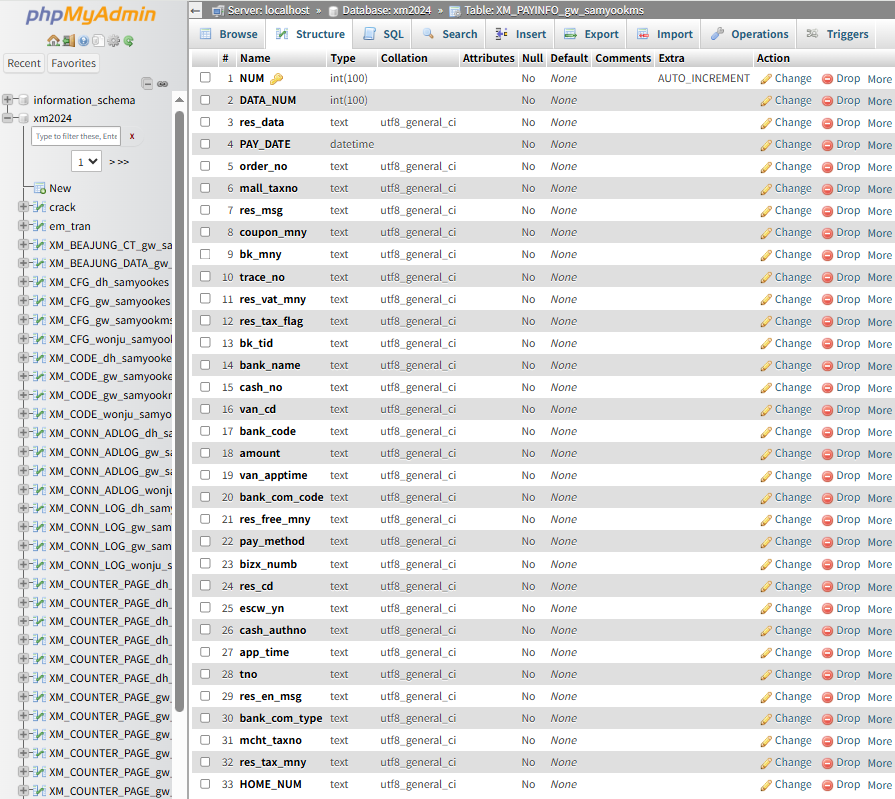 phpMyAdmin
Recent Favorites
information_schema
xm2024
Type to filter these, Ente x
1 > >>
New
crack
em_tran
XM_BEAJUNG_CT_gw_sa
XM_BEAJUNG_DATA_gw_
XM_CFG_dh_samyookes
XM_CFG_gw_samyookes
XM_CFG_gw_samyookms
XM_CFG_wonju_samyool
XM_CODE_dh_samyooke
XM_CODE_gw_samyooke
XM_CODE_gw_samyookr
XM_CODE_wonju_samyo
XM_CONN_ADLOG_dh_sa
XM_CONN_ADLOG_gw_sa
XM_CONN_ADLOG_gw_sa
XM_CONN_ADLOG_wonju
XM_CONN_LOG_dh_samy
XM_CONN_LOG_gw_sam
XM_CONN_LOG_gw_sam
XM_CONN_LOG_wonju_s
XM_COUNTER_PAGE_dh_
XM_COUNTER_PAGE_dh_
XM_COUNTER_PAGE_dh_
XM_COUNTER_PAGE_dh_
XM_COUNTER_PAGE_dh_
XM_COUNTER_PAGE_dh_
XM_COUNTER_PAGE_gw_
XM_COUNTER_PAGE_gw_
XM_COUNTER_PAGE_gw_
XM_COUNTER_PAGE_gw_
XM_COUNTER_PAGE_gw_
XM_COUNTER_PAGE_gw_
Server: localhost » Database: xm2024 » Table: XM_PAYINFO_gw_samyookms
Browse Structure SQL Search Insert Export Import Operations Triggers
# Name Type Collation Attributes Null Default Comments Extra Action
1 NUM int(100) No None AUTO_INCREMENT Change Drop More
2 DATA_NUM int(100) No None Change Drop More
3 res_data text utf8_general_ci No None Change Drop More
4 PAY_DATE datetime No None Change Drop More
5 order_no text utf8_general_ci No None Change Drop More
6 mall_taxno text utf8_general_ci No None Change Drop More
7 res_msg text utf8_general_ci No None Change Drop More
8 coupon_mny text utf8_general_ci No None Change Drop More
9 bk_mny text utf8_general_ci No None Change Drop More
10 trace_no text utf8_general_ci No None Change Drop More
11 res_vat_mny text utf8_general_ci No None Change Drop More
12 res_tax_flag text utf8_general_ci No None Change Drop More
13 bk_tid text utf8_general_ci No None Change Drop More
14 bank_name text utf8_general_ci No None Change Drop More
15 cash_no text utf8_general_ci No None Change Drop More
16 van_cd text utf8_general_ci No None Change Drop More
17 bank_code text utf8_general_ci No None Change Drop More
18 amount text utf8_general_ci No None Change Drop More
19 van_apptime text utf8_general_ci No None Change Drop More
20 bank_com_code text utf8_general_ci No None Change Drop More
21 res_free_mny text utf8_general_ci No None Change Drop More
22 pay_method text utf8_general_ci No None Change Drop More
23 bizx_numb text utf8_general_ci No None Change Drop More
24 res_cd text utf8_general_ci No None Change Drop More
25 escw_yn text utf8_general_ci No None Change Drop More
26 cash_authno text utf8_general_ci No None Change Drop More
27 app_time text utf8_general_ci No None Change Drop More
28 tno text utf8_general_ci No None Change Drop More
29 res_en_msg text utf8_general_ci No None Change Drop More
30 bank_com_type text utf8_general_ci No None Change Drop More
31 mcht_taxno text utf8_general_ci No None Change Drop More
32 res_tax_mny text utf8_general_ci No None Change Drop More
33 HOME_NUM text utf8_general_ci No None Change Drop More